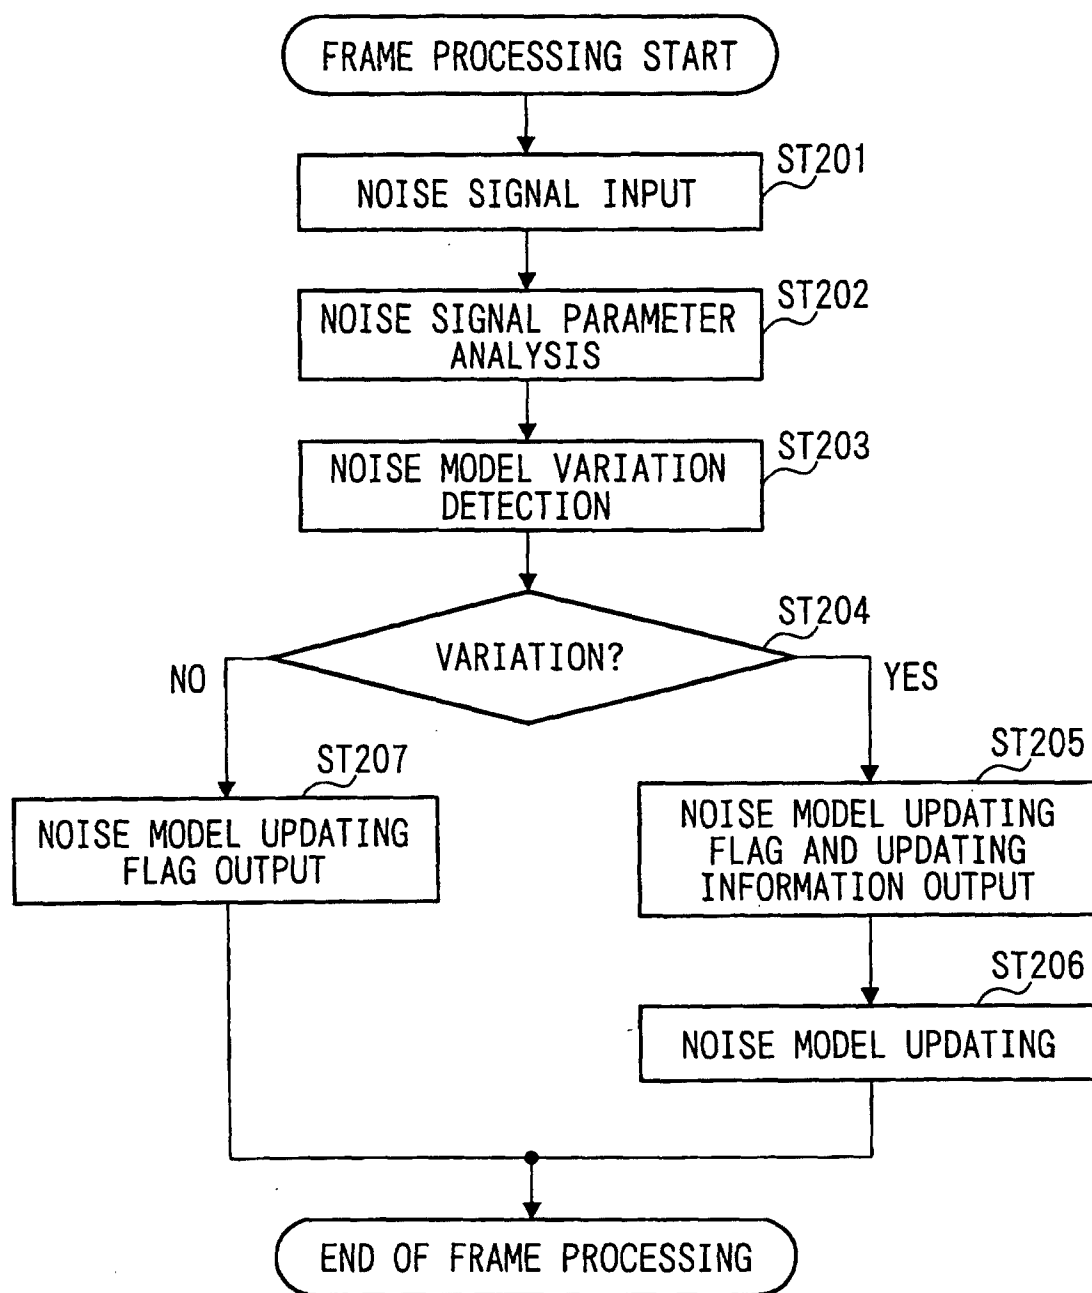 FRAME PROCESSING START
ST201
NOISE SIGNAL INPUT
ST202
NOISE SIGNAL PARAMETER
ANALYSIS
ST203
NOISE MODEL VARIATION
DETECTION
ST204
VARIATION?
NO
YES
ST207
NOISE MODEL UPDATING
FLAG OUTPUT
ST205
NOISE MODEL UPDATING
FLAG AND UPDATING
INFORMATION OUTPUT
ST206
NOISE MODEL UPDATING
END OF FRAME PROCESSING